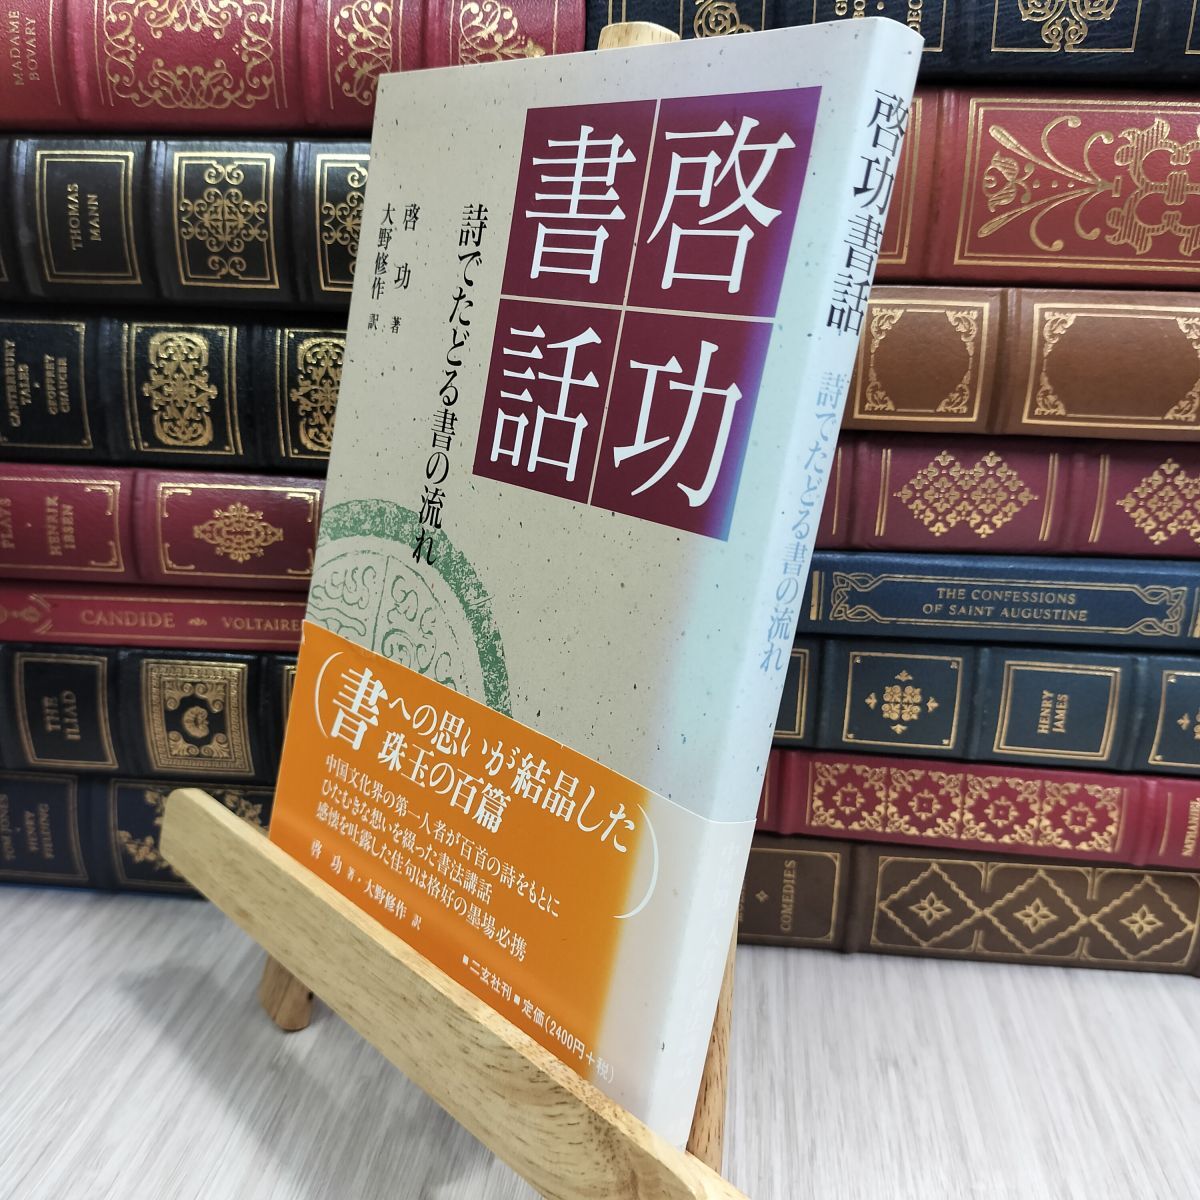 啓功
書話
詩でたどる書の流れ
啓功 著
大野修作 訳
(書への思いが結晶した
珠玉の百篇)
中国文化界の第一人者が百首の詩をもとに
ひたむきな想いを綴った書法講話
感懐を吐露した佳句は格好の墨場必携
啓 功 著・大野修作 訳
■二玄社刊■定価(2400円+税)
啓功書話 詩でたどる書の流れ
MADAME
BOVARY
THOMAS
MANN
CANTERBURY
TALES
GEOFFREY
CHAUCER
PLAYS
HENRIK
IBSEN
CANDIDE VOLTAIRE
THE
ILIAD
TOM JONES
HENRY
FIELDING
THE CONFESSIONS
OF SAINT AUGUSTINE
HENRY
JAMES
COMEDIES